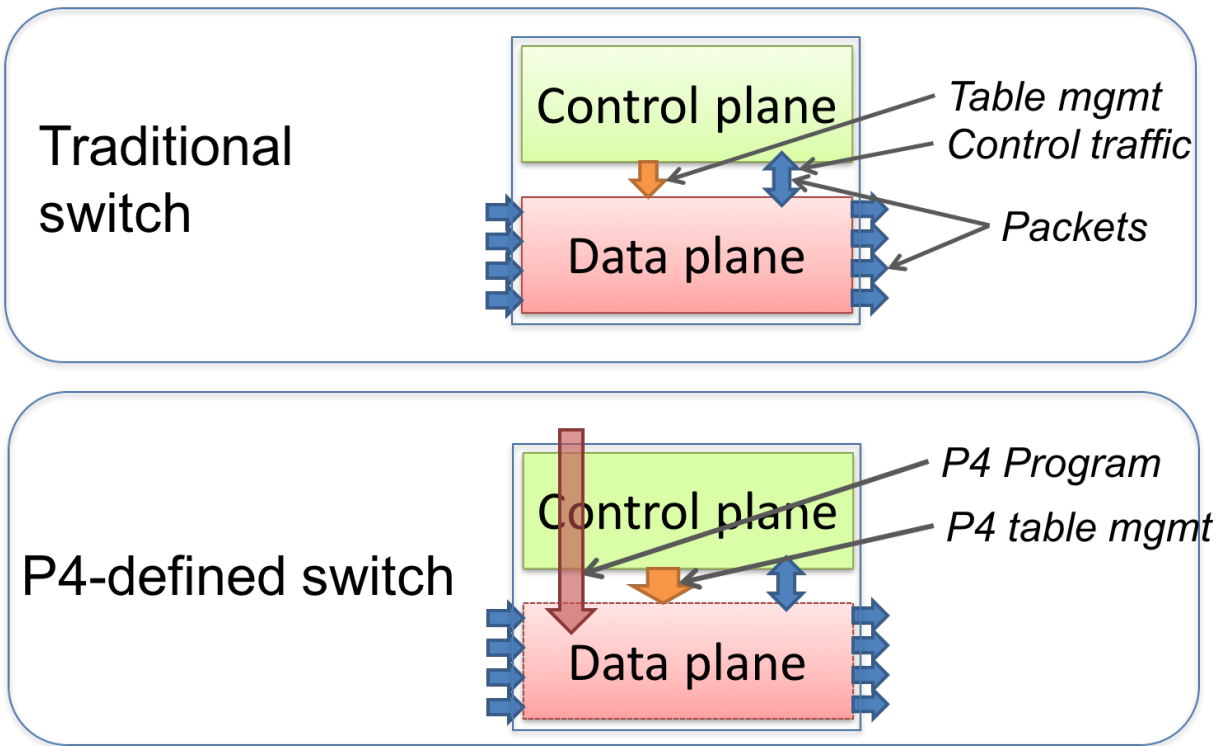 Traditional
switch
Control plane
Data plane
Table mgmt
Control traffic
Packets
P4-defined switch
Control plane
Data plane
P4 Program
P4 table mgmt